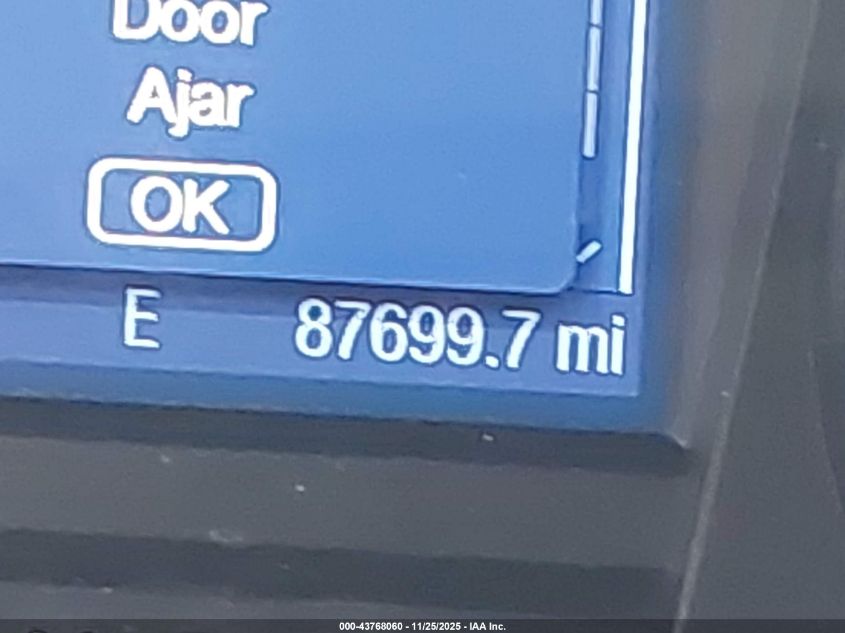 Door
Ajar
OK
E 87699.7 mi
000-43768060 - 11/25/2025 - IAA Inc.